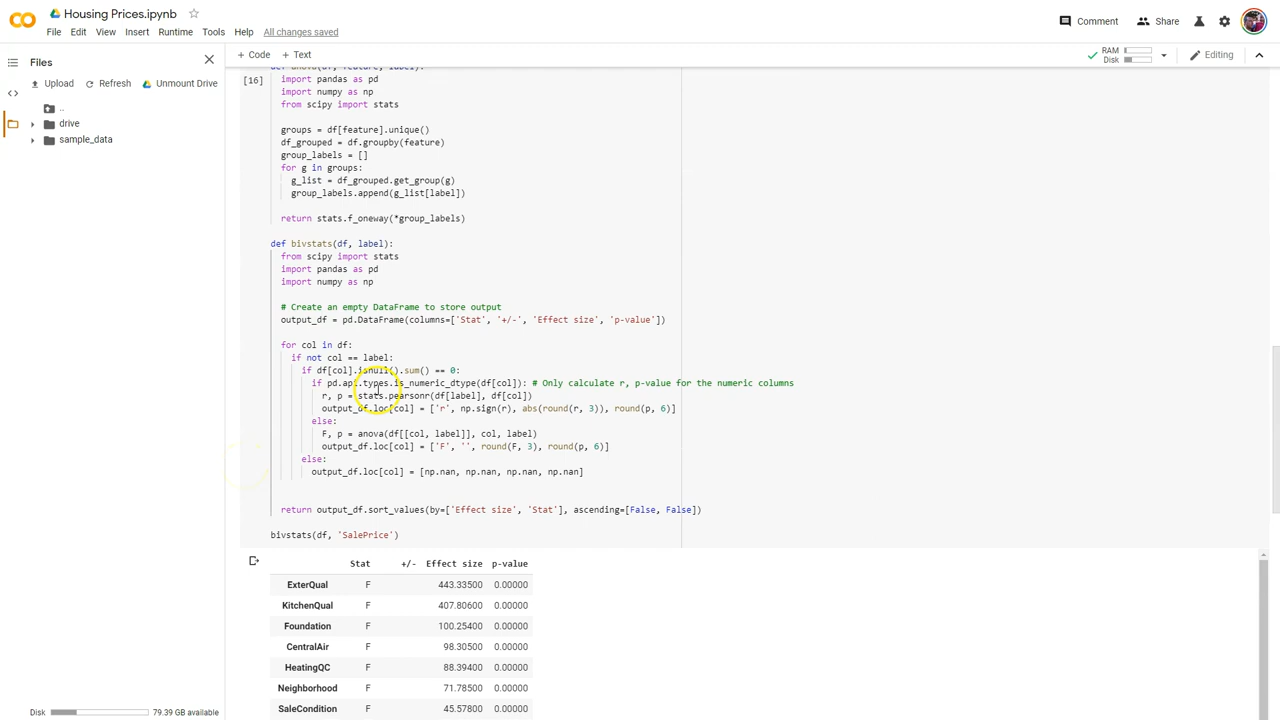 Housing Prices.ipynb
File Edit View Insert Runtime Tools Help All changes saved
Comment Share
Files
+ Code + Text
RAM
Disk
Editing
Upload Refresh Unmount Drive
..
drive
sample_data
[16]
import pandas as pd
import numpy as np
from scipy import stats
groups = df[feature].unique()
df_grouped = df.groupby(feature)
group_labels = []
for g in groups:
g_list = df_grouped.get_group(g)
group_labels.append(g_list[label])
return stats.f_oneway(*group_labels)
def bivstats(df, label):
from scipy import stats
import pandas as pd
import numpy as np
# Create an empty DataFrame to store output
output_df = pd.DataFrame(columns=['Stat', '+/-', 'Effect size', 'p-value'])
for col in df:
if not col == label:
if df[col].isnull().sum() == 0:
if pd.api.types.is_numeric_dtype(df[col]): # Only calculate r, p-value for the numeric columns
r, p = stats.pearsonr(df[label], df[col])
output_df.loc[col] = ['r', np.sign(r), abs(round(r, 3)), round(p, 6)]
else:
F, p = anova(df[[col, label]], col, label)
output_df.loc[col] = ['F', '', round(F, 3), round(p, 6)]
else:
output_df.loc[col] = [np.nan, np.nan, np.nan, np.nan]
return output_df.sort_values(by=['Effect size', 'Stat'], ascending=[False, False])
bivstats(df, 'SalePrice')
Stat +/- Effect size p-value
ExterQual F 443.33500 0.00000
KitchenQual F 407.80600 0.00000
Foundation F 100.25400 0.00000
CentralAir F 98.30500 0.00000
HeatingQC F 88.39400 0.00000
Neighborhood F 71.78500 0.00000
SaleCondition F 45.57800 0.00000
Disk 79.39 GB available